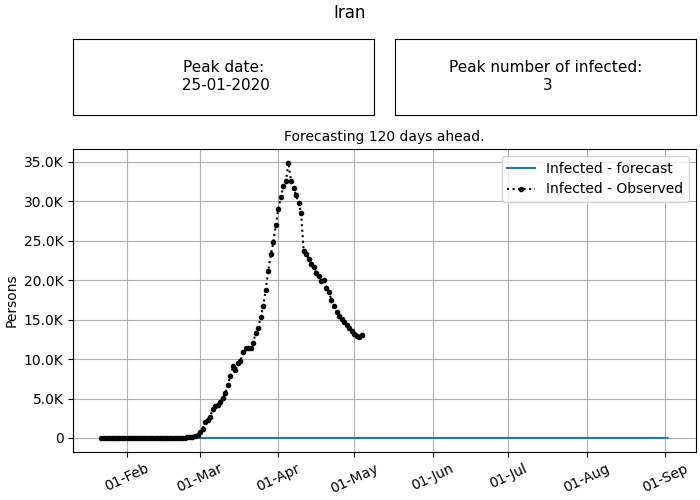 Iran
Peak date:
25-01-2020
Peak number of infected:
3
Forecasting 120 days ahead.
Infected - forecast
Infected - Observed
Persons
35.0K
30.0K
25.0K
20.0K
15.0K
10.0K
5.0K
0
01-Feb
01-Mar
01-Apr
01-May
01-Jun
01-Jul
01-Aug
01-Sep